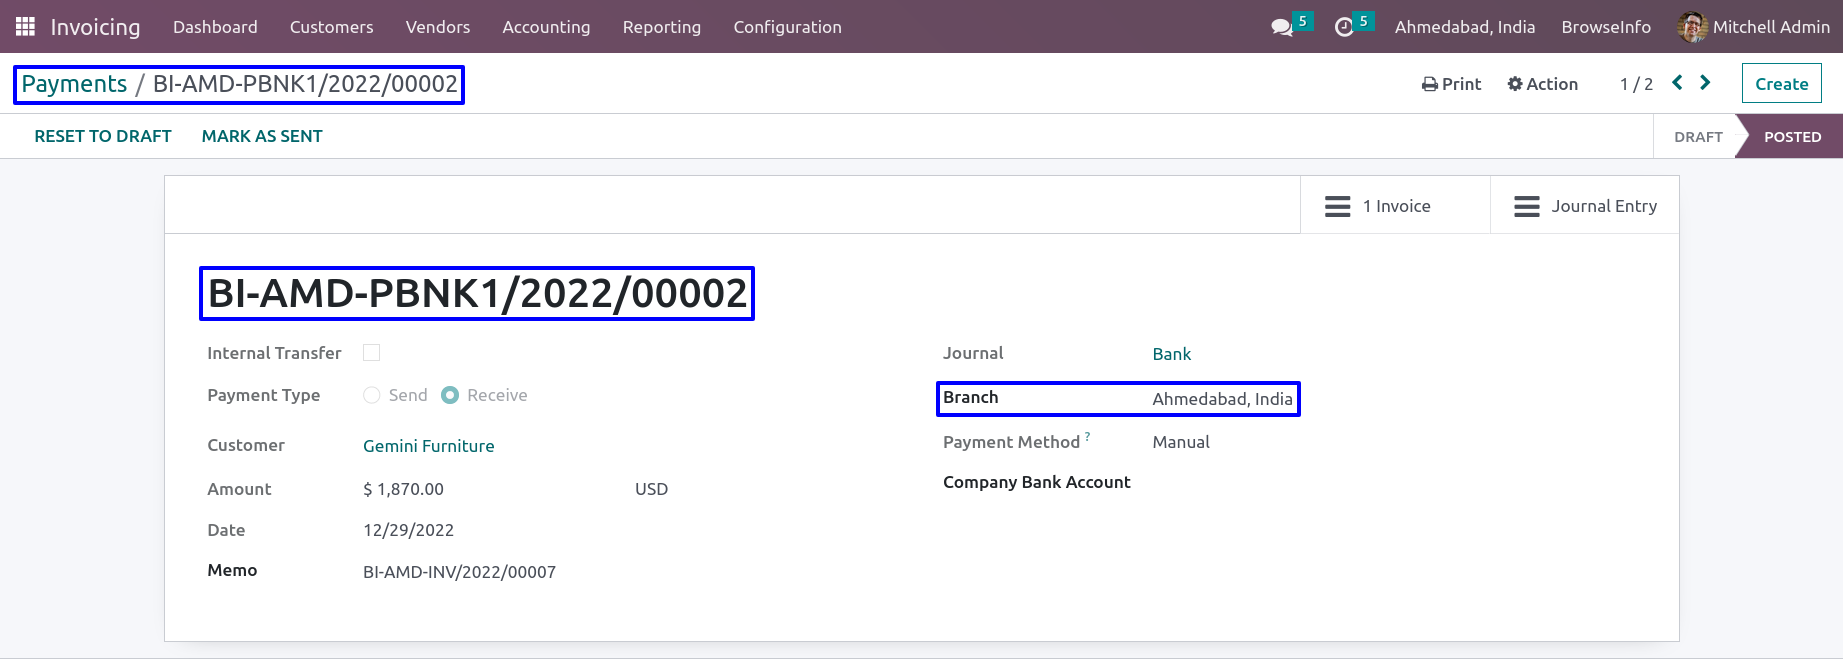 Invoicing Dashboard Customers Vendors Accounting Reporting Configuration 5 5 Ahmedabad, India BrowseInfo Mitchell Admin
Payments / BI-AMD-PBNK1/2022/00002 Print Action 1 / 2 Create
RESET TO DRAFT MARK AS SENT DRAFT POSTED
1 Invoice Journal Entry
BI-AMD-PBNK1/2022/00002
Internal Transfer Journal Bank
Payment Type Send Receive Branch Ahmedabad, India
Customer Gemini Furniture Payment Method ? Manual
Amount $ 1,870.00 USD Company Bank Account
Date 12/29/2022
Memo BI-AMD-INV/2022/00007